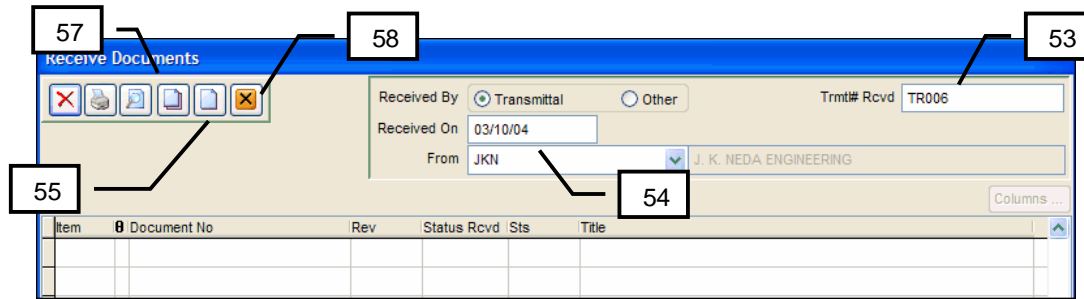 57
58
53
Receive Documents
Received By Transmittal Other Trmt# Rcvd TR006
Received On 03/10/04
From JKN J. K. NEDA ENGINEERING
55
54
Columns ...
Item Document No Rev Status Rcvd Sts Title